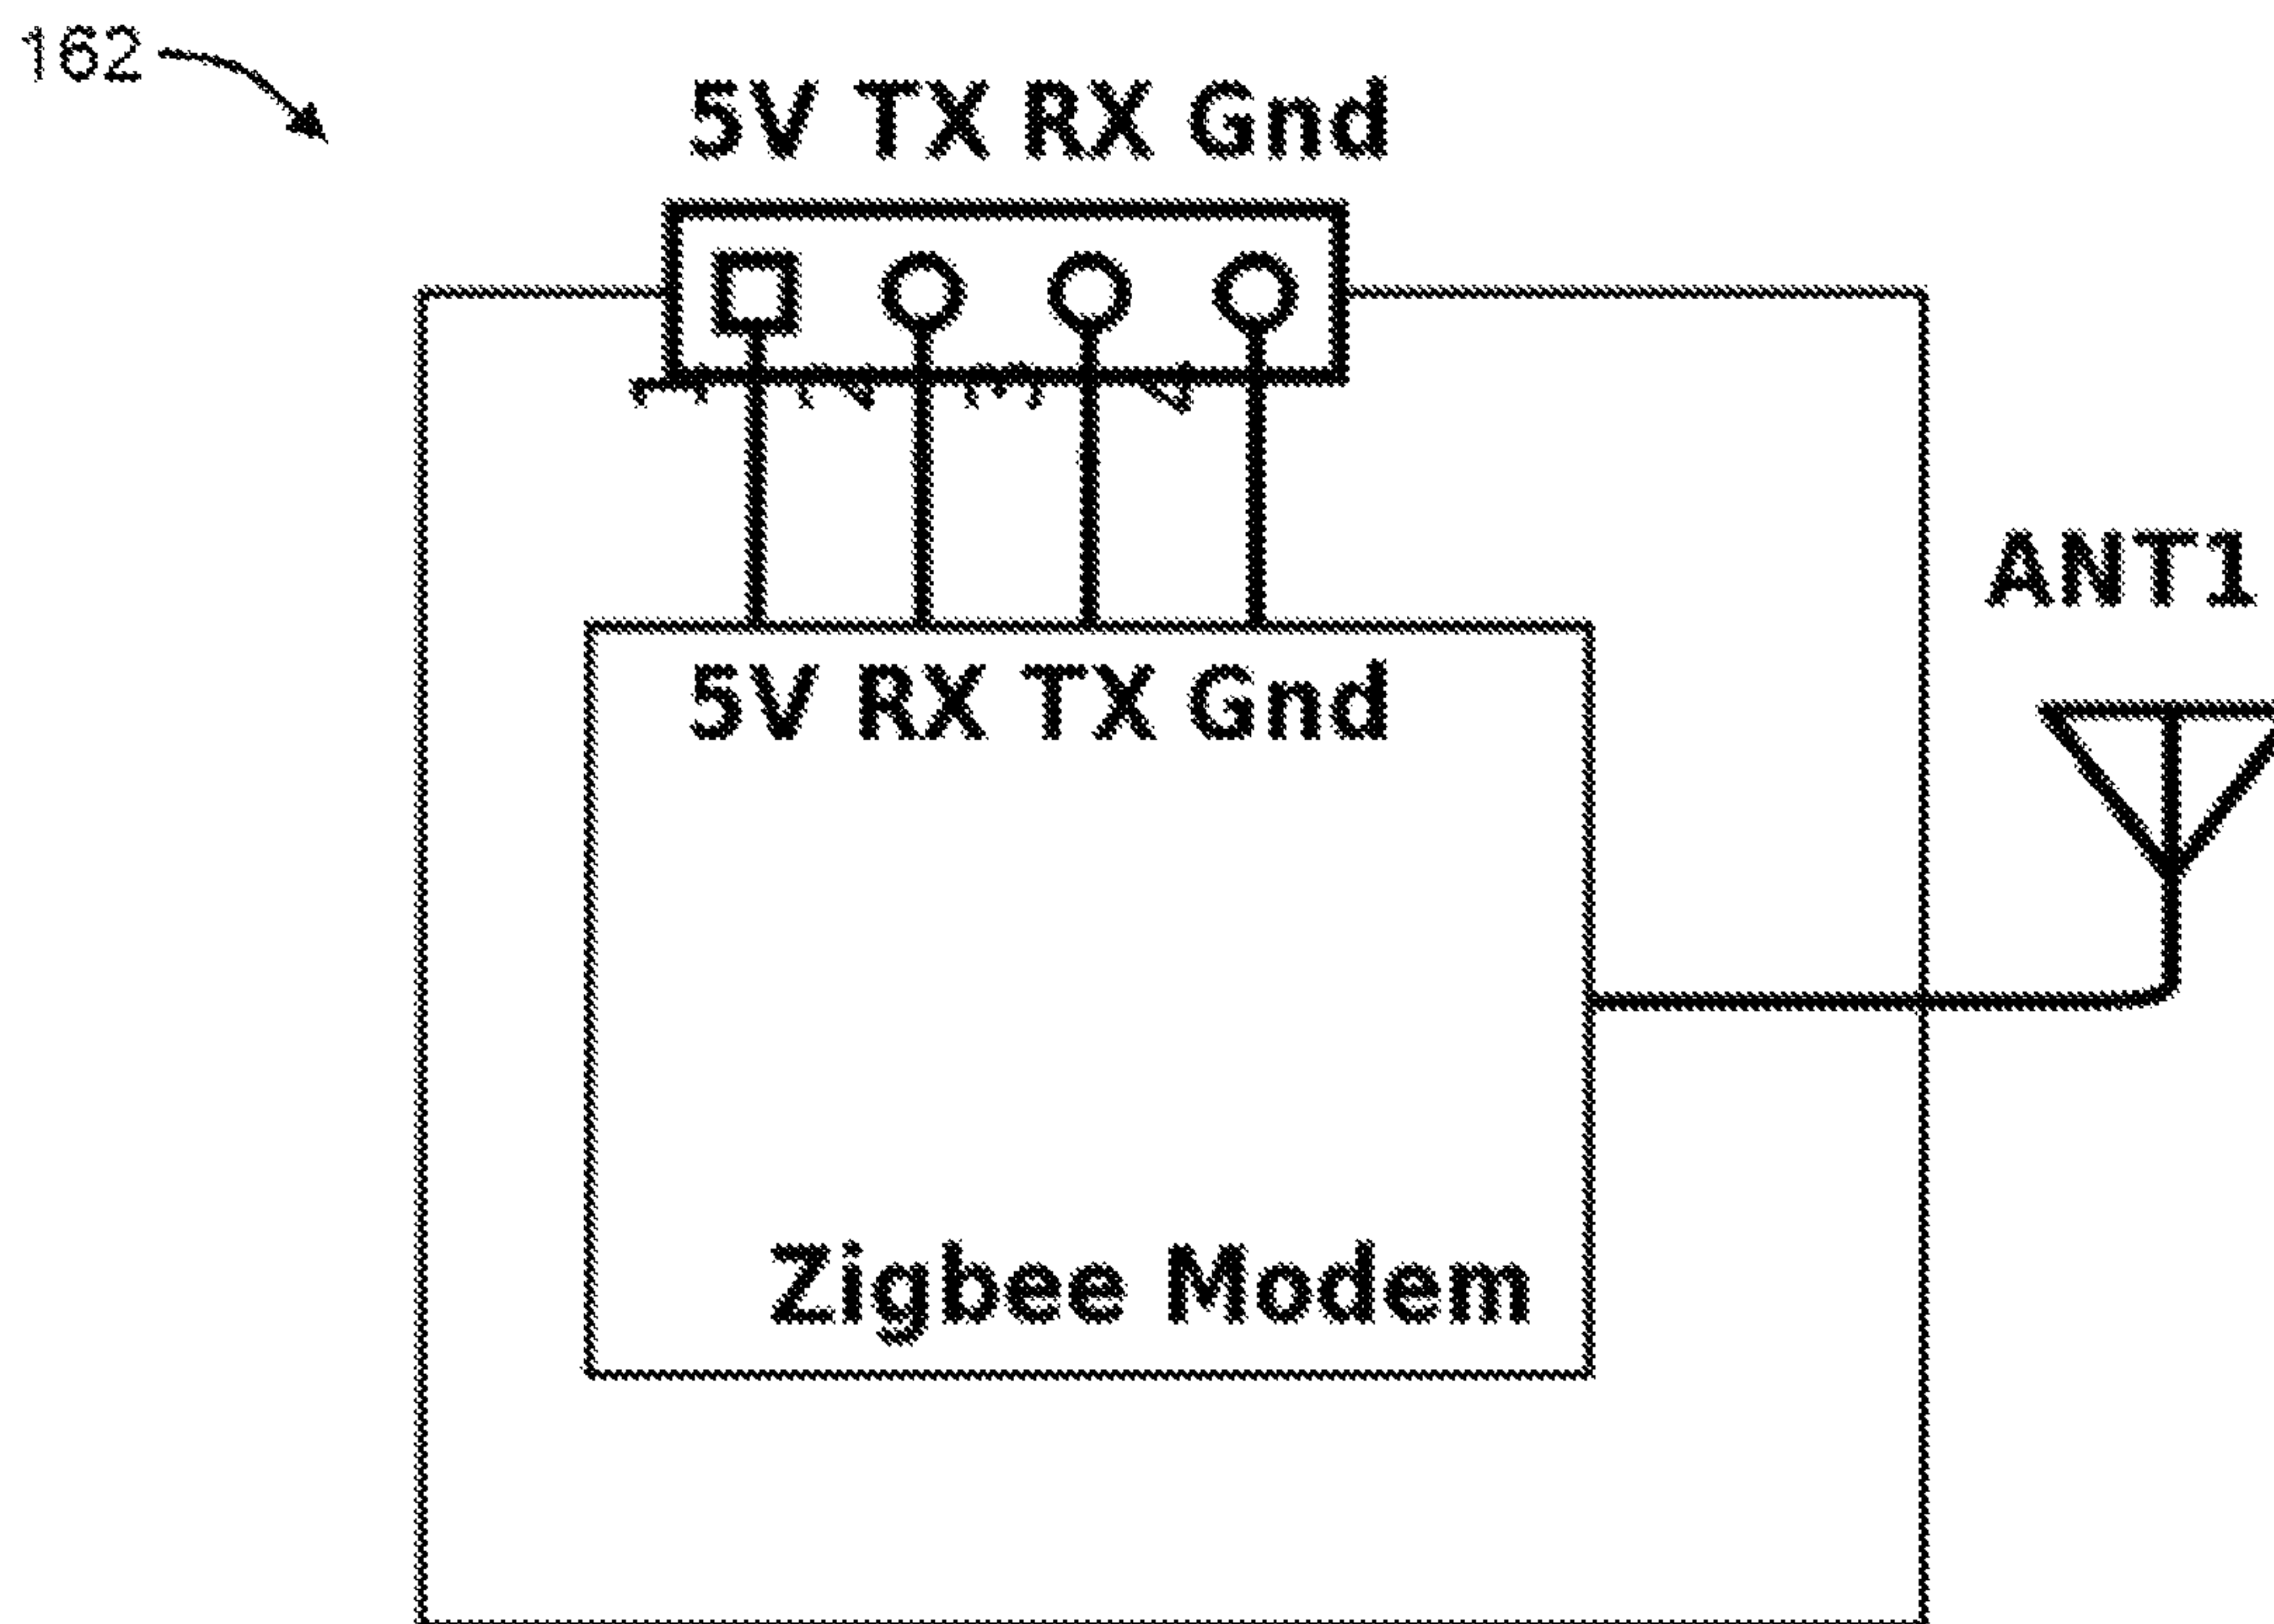 162
5V TX RX Gnd
ANT1
5V RX TX Gnd
Zigbee Modem